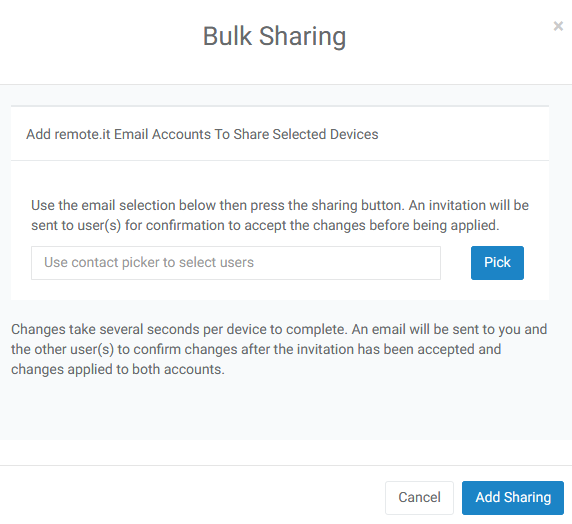 Bulk Sharing
×
Add remote.it Email Accounts To Share Selected Devices
Use the email selection below then press the sharing button. An invitation will be
sent to user(s) for confirmation to accept the changes before being applied.
Use contact picker to select users
Pick
Changes take several seconds per device to complete. An email will be sent to you and
the other user(s) to confirm changes after the invitation has been accepted and
changes applied to both accounts.
Cancel
Add Sharing